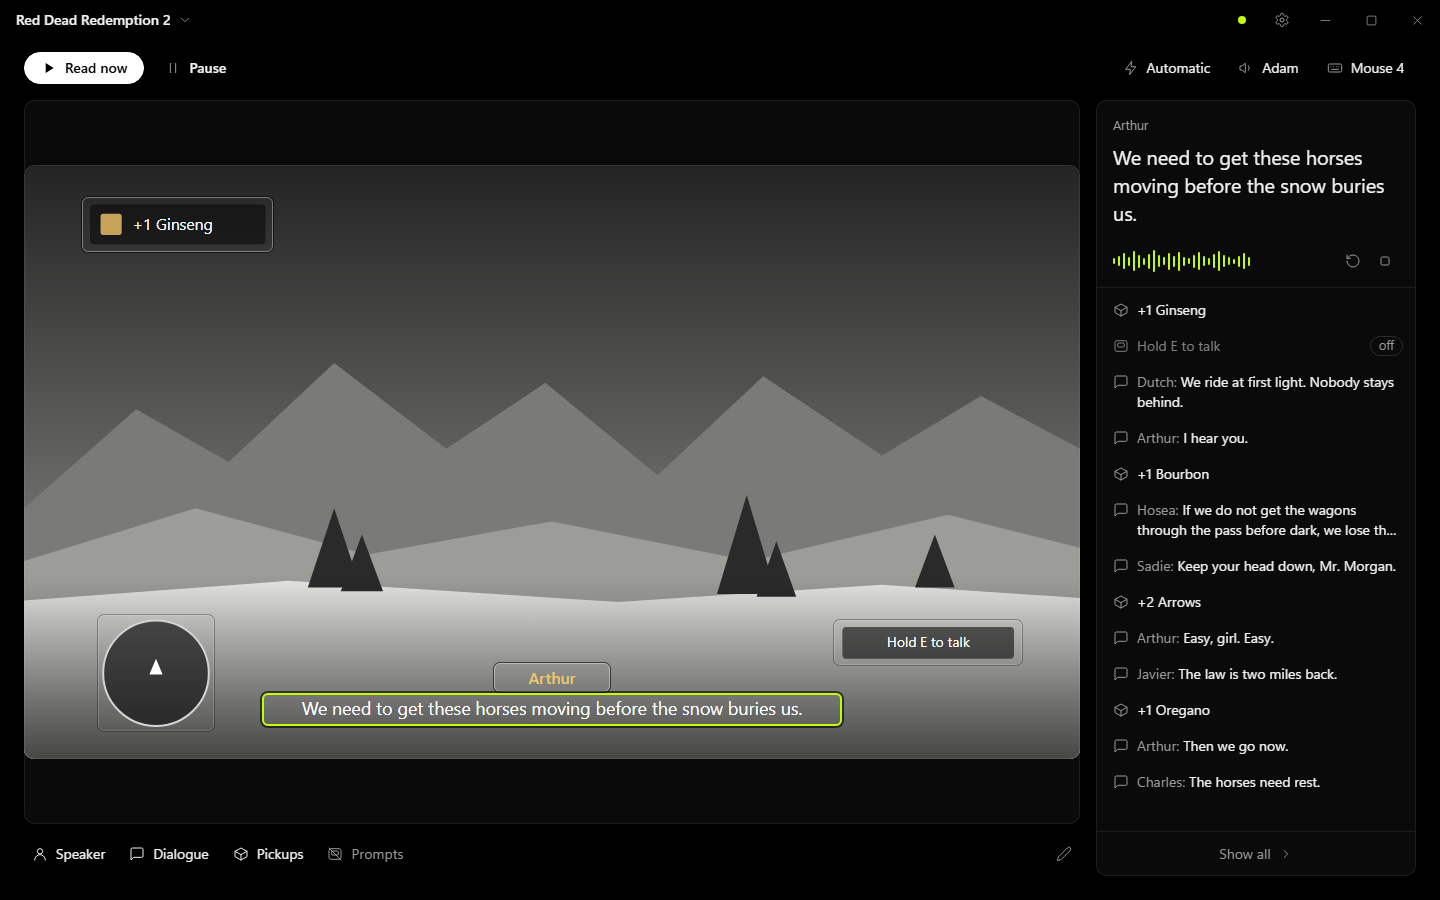 Red Dead Redemption 2
Read now
Pause
Automatic
Adam
Mouse 4
+1 Ginseng
Hold E to talk
Arthur
We need to get these horses moving before the snow buries us.
Speaker
Dialogue
Pickups
Prompts
Arthur
We need to get these horses
moving before the snow buries
us.
+1 Ginseng
Hold E to talk
off
Dutch: We ride at first light. Nobody stays
behind.
Arthur: I hear you.
+1 Bourbon
Hosea: If we do not get the wagons
through the pass before dark, we lose th...
Sadie: Keep your head down, Mr. Morgan.
+2 Arrows
Arthur: Easy, girl. Easy.
Javier: The law is two miles back.
+1 Oregano
Arthur: Then we go now.
Charles: The horses need rest.
Show all